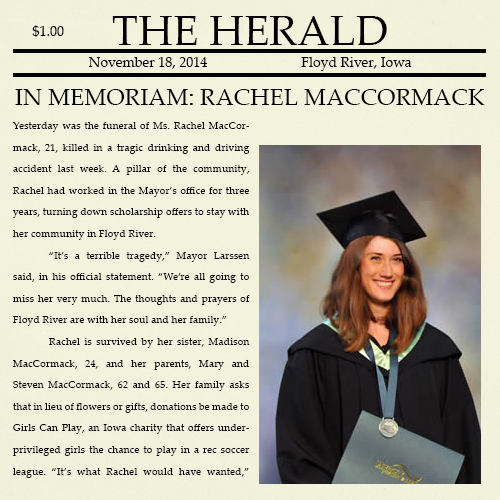 $1.00
THE HERALD
November 18, 2014
Floyd River, Iowa
IN MEMORIAM: RACHEL MACCORMACK
Yesterday was the funeral of Ms. Rachel MacCor-
mack, 21, killed in a tragic drinking and driving
accident last week. A pillar of the community,
Rachel had worked in the Mayor's office for three
years, turning down scholarship offers to stay with
her community in Floyd River.
“It's a terrible tragedy,” Mayor Larssen
said, in his official statement. “We're all going to
miss her very much. The thoughts and prayers of
Floyd River are with her soul and her family.”
Rachel is survived by her sister, Madison
MacCormack, 24, and her parents, Mary and
Steven MacCormack, 62 and 65. Her family asks
that in lieu of flowers or gifts, donations be made to
Girls Can Play, an Iowa charity that offers under-
privileged girls the chance to play in a rec soccer
league. “It's what Rachel would have wanted,”